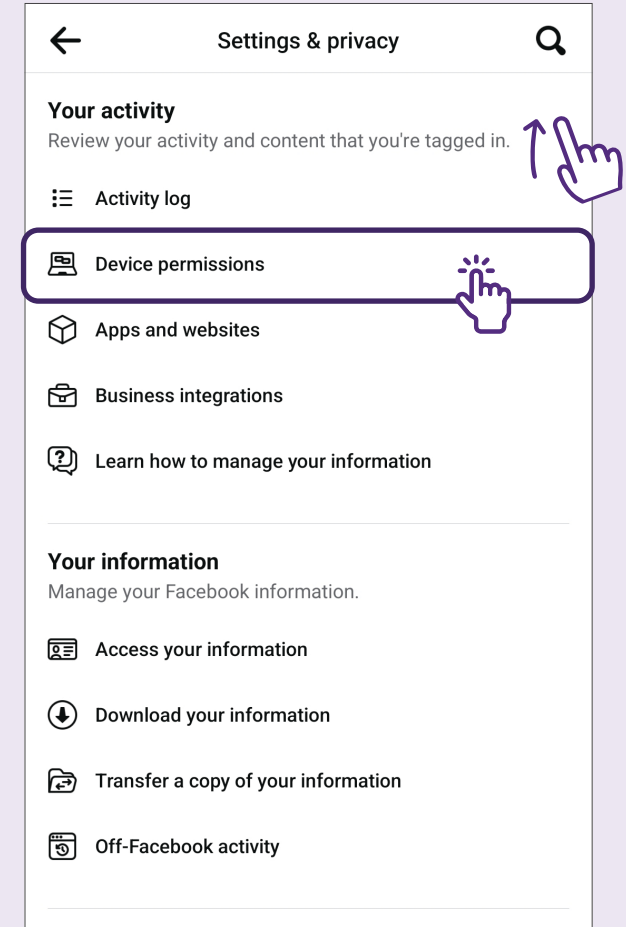 Settings & privacy
Your activity
Review your activity and content that you're tagged in.
Activity log
Device permissions
Apps and websites
Business integrations
Learn how to manage your information
Your information
Manage your Facebook information.
Access your information
Download your information
Transfer a copy of your information
Off-Facebook activity